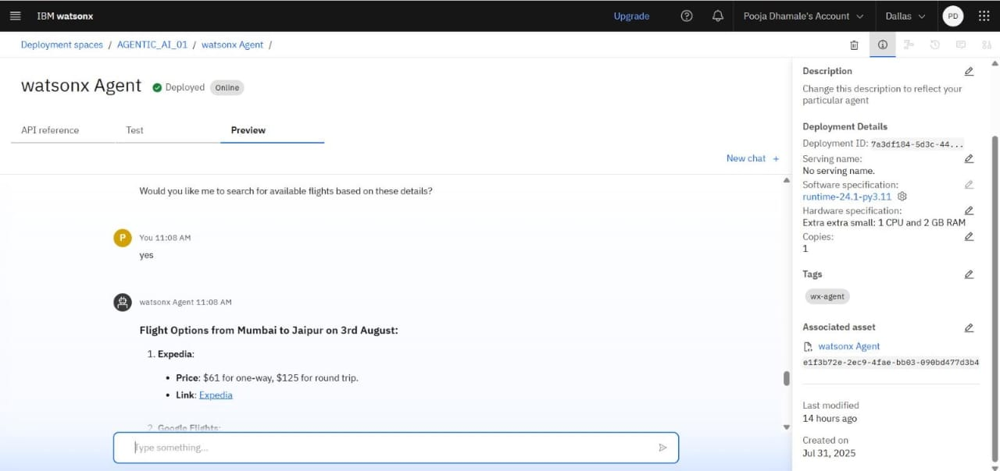 IBM watsonx
Upgrade
Pooja Dhamale's Account
Dallas
PD
Deployment spaces / AGENTIC_AI_01 / watsonx Agent /
watsonx Agent
Deployed
Online
API reference
Test
Preview
New chat +
Would you like me to search for available flights based on these details?
P
You 11:08 AM
yes
watsonx Agent 11:08 AM
Flight Options from Mumbai to Jaipur on 3rd August:
1. Expedia:
• Price: $61 for one-way, $125 for round trip.
• Link: Expedia
2. Google Flights:
Type something...
Description
Change this description to reflect your
particular agent
Deployment Details
Deployment ID: 7a3df184-5d3c-44...
Serving name:
No serving name.
Software specification:
runtime-24.1-py3.11
Hardware specification:
Extra extra small: 1 CPU and 2 GB RAM
Copies:
1
Tags
wx-agent
Associated asset
watsonx Agent
e1f3b72e-2ec9-4fae-bb03-090bd477d3b4
Last modified
14 hours ago
Created on
Jul 31, 2025